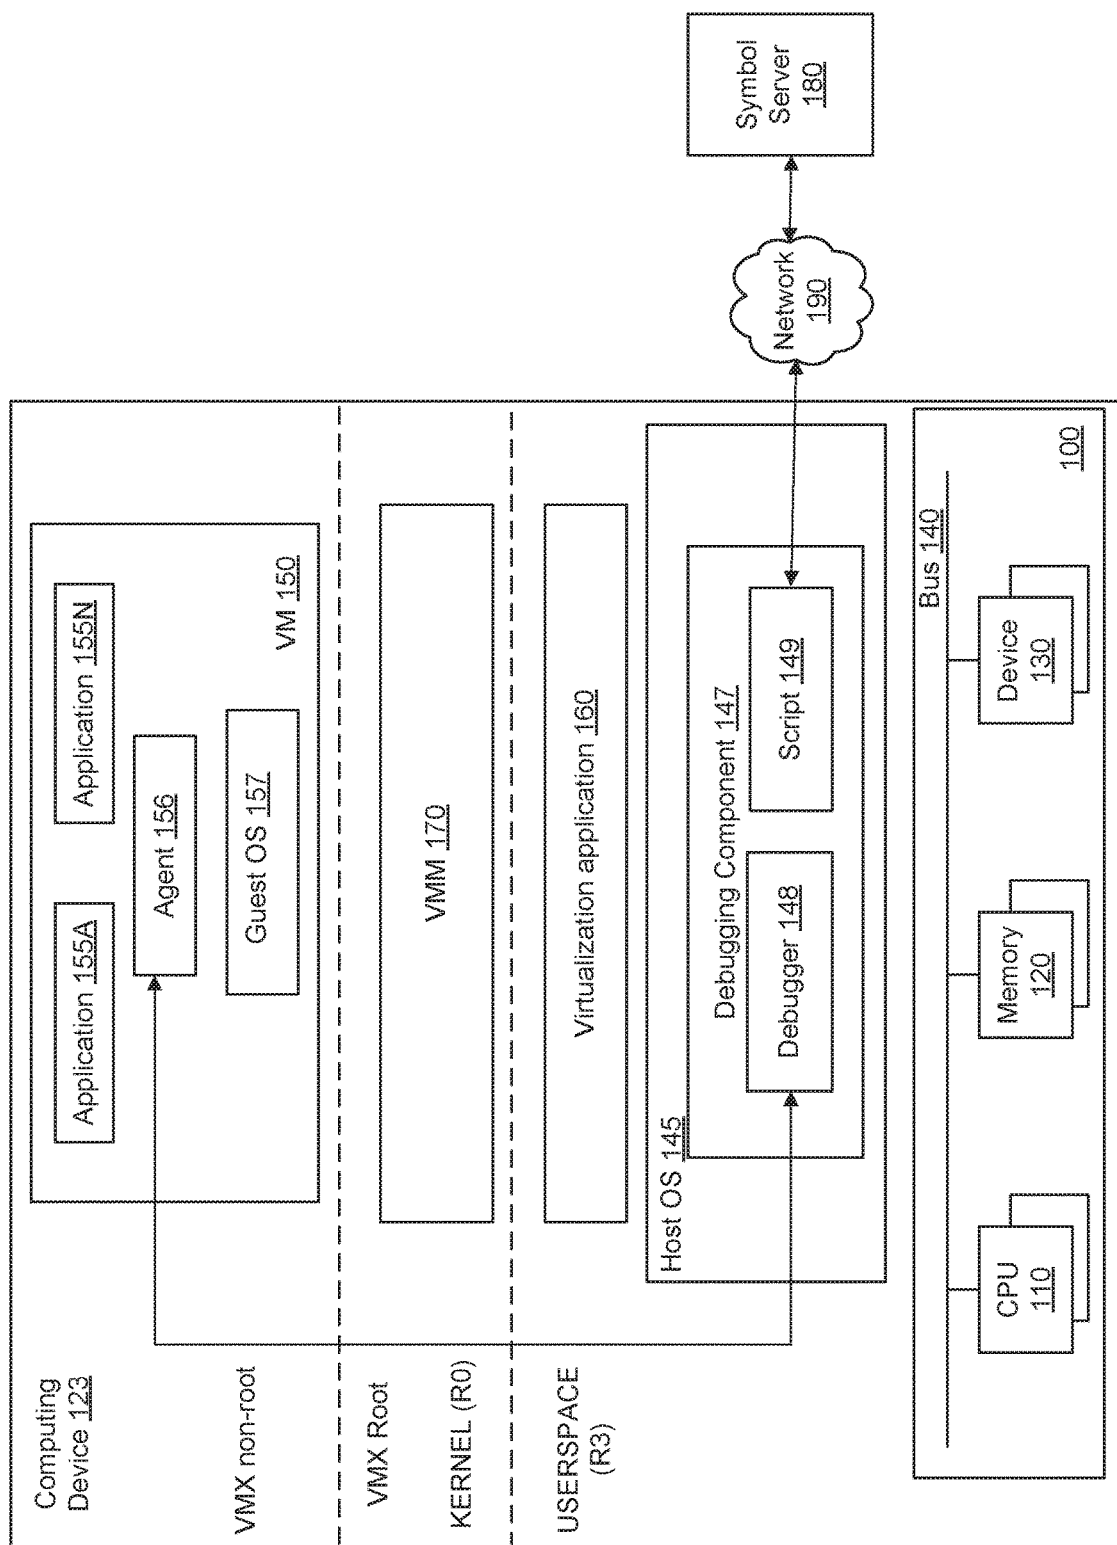 Computing
Device 123
Application 155A
Application 155N
Agent 156
Guest OS 157
VM 150
VMX non-root
VMX Root
KERNEL (R0)
VMM 170
USERSPACE
(R3)
Virtualization application 160
Host OS 145
Debugging Component 147
Debugger 148
Script 149
Network
190
Symbol
Server
180
Bus 140
CPU
110
Memory
120
Device
130
100